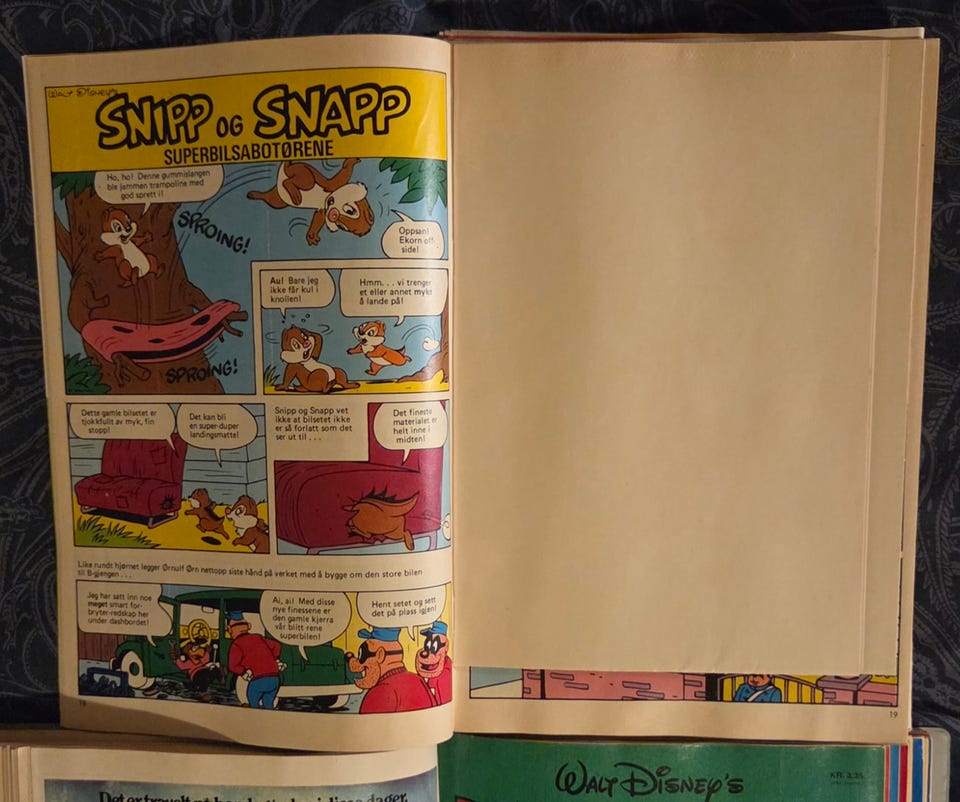 WALT DISNEY's
SNIPP OG SNAPP
SUPERBILSABOTØRENE
Ho, ho! Denne gummislangen
ble jammen trampoline med
god sprett i!
SPROING!
Oppsan!
Ekorn off
side!
SPROING!
Au! Bare jeg
ikke får kul i
knollen!
Hmm. . . vi trenger
et eller annet mykt
å lande på!
Dette gamle bilsetet er
tjokkfullt av myk, fin
stopp!
Det kan bli
en super-duper
landingsmatte!
Snipp og Snapp vet
ikke at bilsetet ikke
er så forlatt som det
ser ut til . . .
Det fineste
materialet er
helt inne i
midten!
Like rundt hjørnet legger Ørnulf Ørn nettopp siste hånd på verket med å bygge om den store bilen
til B-gjengen . . .
Jeg har satt inn noe
meget smart for-
bryter-redskap her
under dashbordet!
Ai, ai! Med disse
nye finessene er
den gamle kjerra
vår blitt rene
superbilen!
Hent setet og sett
det på plass igjen!
18
19
WALT DISNEY'S
KR. 3.35